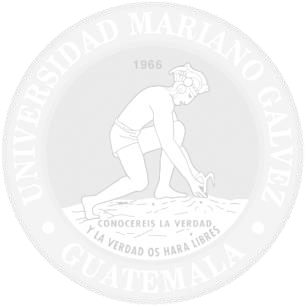 UNIVERSIDAD MARIANO GALVEZ
1966
CONOCEREIS LA VERDAD
Y LA VERDAD OS HARA LIBRES
GUATEMALA